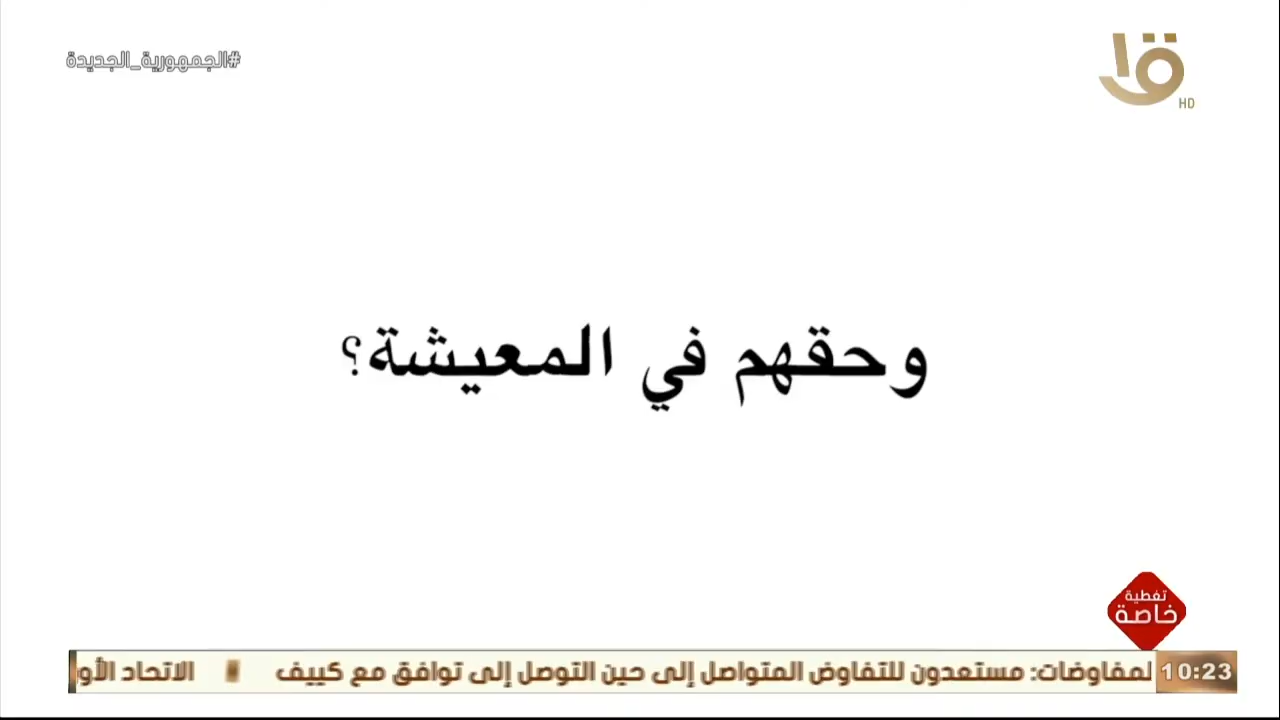 #الجمهورية_الجديدة
HD
وحقهم في المعيشة؟
تغطية
خاصة
10:23 لمفاوضات: مستعدون للتفاوض المتواصل إلى حين التوصل إلى توافق مع كييف الاتحاد الأو